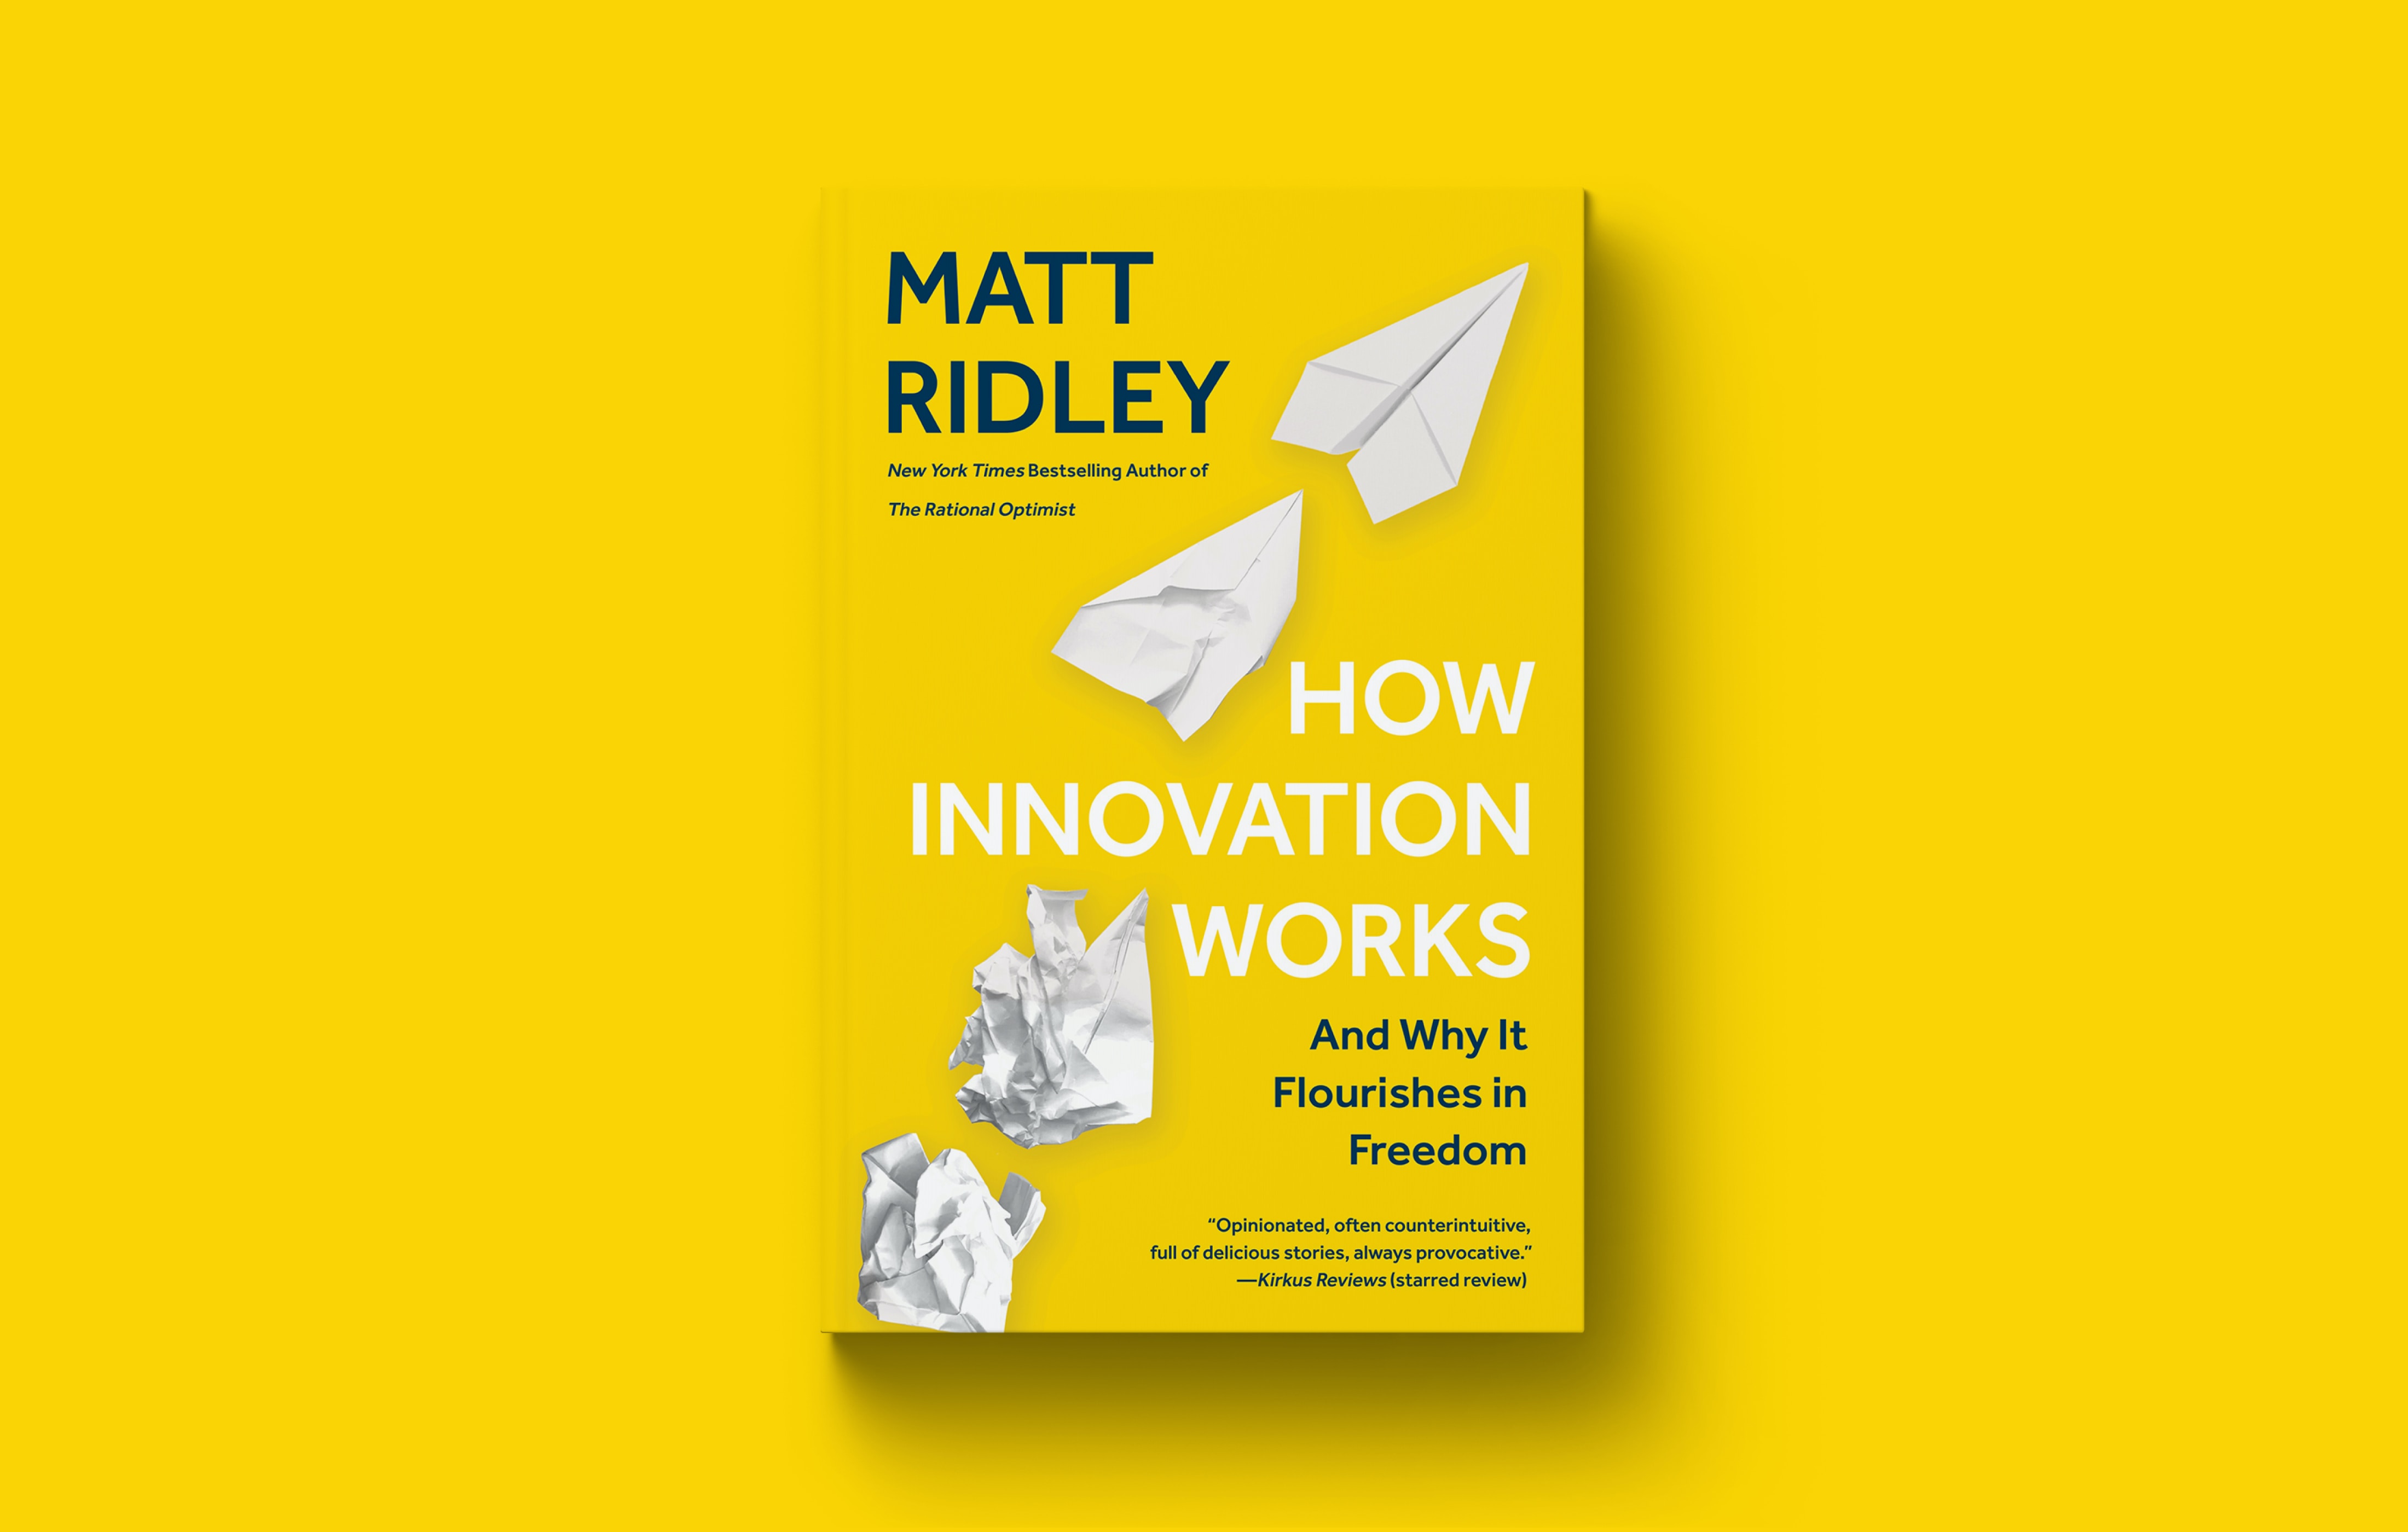 MATT
RIDLEY
New York Times Bestselling Author of
The Rational Optimist
HOW
INNOVATION
WORKS
And Why It
Flourishes in
Freedom
“Opinionated, often counterintuitive,
full of delicious stories, always provocative.”
—Kirkus Reviews (starred review)